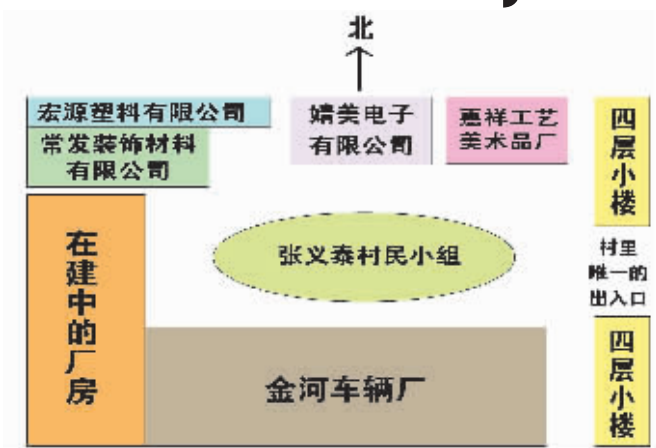 北
宏源塑料有限公司
常发装饰材料
有限公司
婧美电子
有限公司
嘉祥工艺
美术品厂
四层小楼
在建中的厂房
张义泰村民小组
村里
唯一的
出入口
金河车辆厂
四层小楼